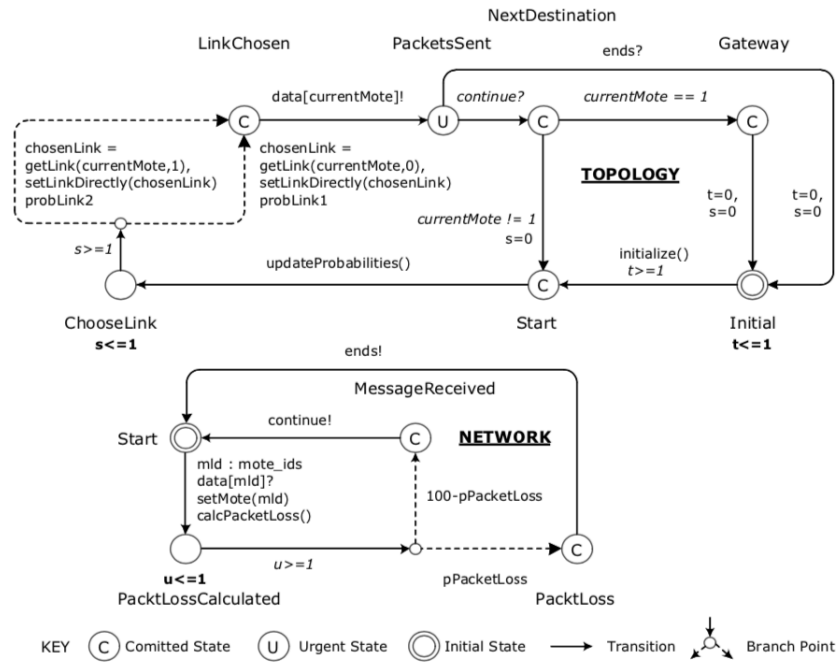 NextDestination
LinkChosen
PacketsSent
Gateway
ends?
data[currentMote]!
continue?
currentMote == 1
C
U
C
C
chosenLink =
getLink(currentMote,1),
setLinkDirectly(chosenLink)
probLink2
chosenLink =
getLink(currentMote,0),
setLinkDirectly(chosenLink)
probLink1
TOPOLOGY
t=0,
s=0
t=0,
s=0
currentMote != 1
s=0
s>=1
updateProbabilities()
initialize()
t>=1
C
ChooseLink
s<=1
Start
Initial
t<=1
ends!
MessageReceived
continue!
Start
C
NETWORK
mId : mote_ids
data[mId]?
setMote(mId)
calcPacketLoss()
100-pPacketLoss
C
u<=1
u>=1
pPacketLoss
PacktLossCalculated
PacktLoss
KEY
C
Comitted State
U
Urgent State
Initial State
Transition
Branch Point